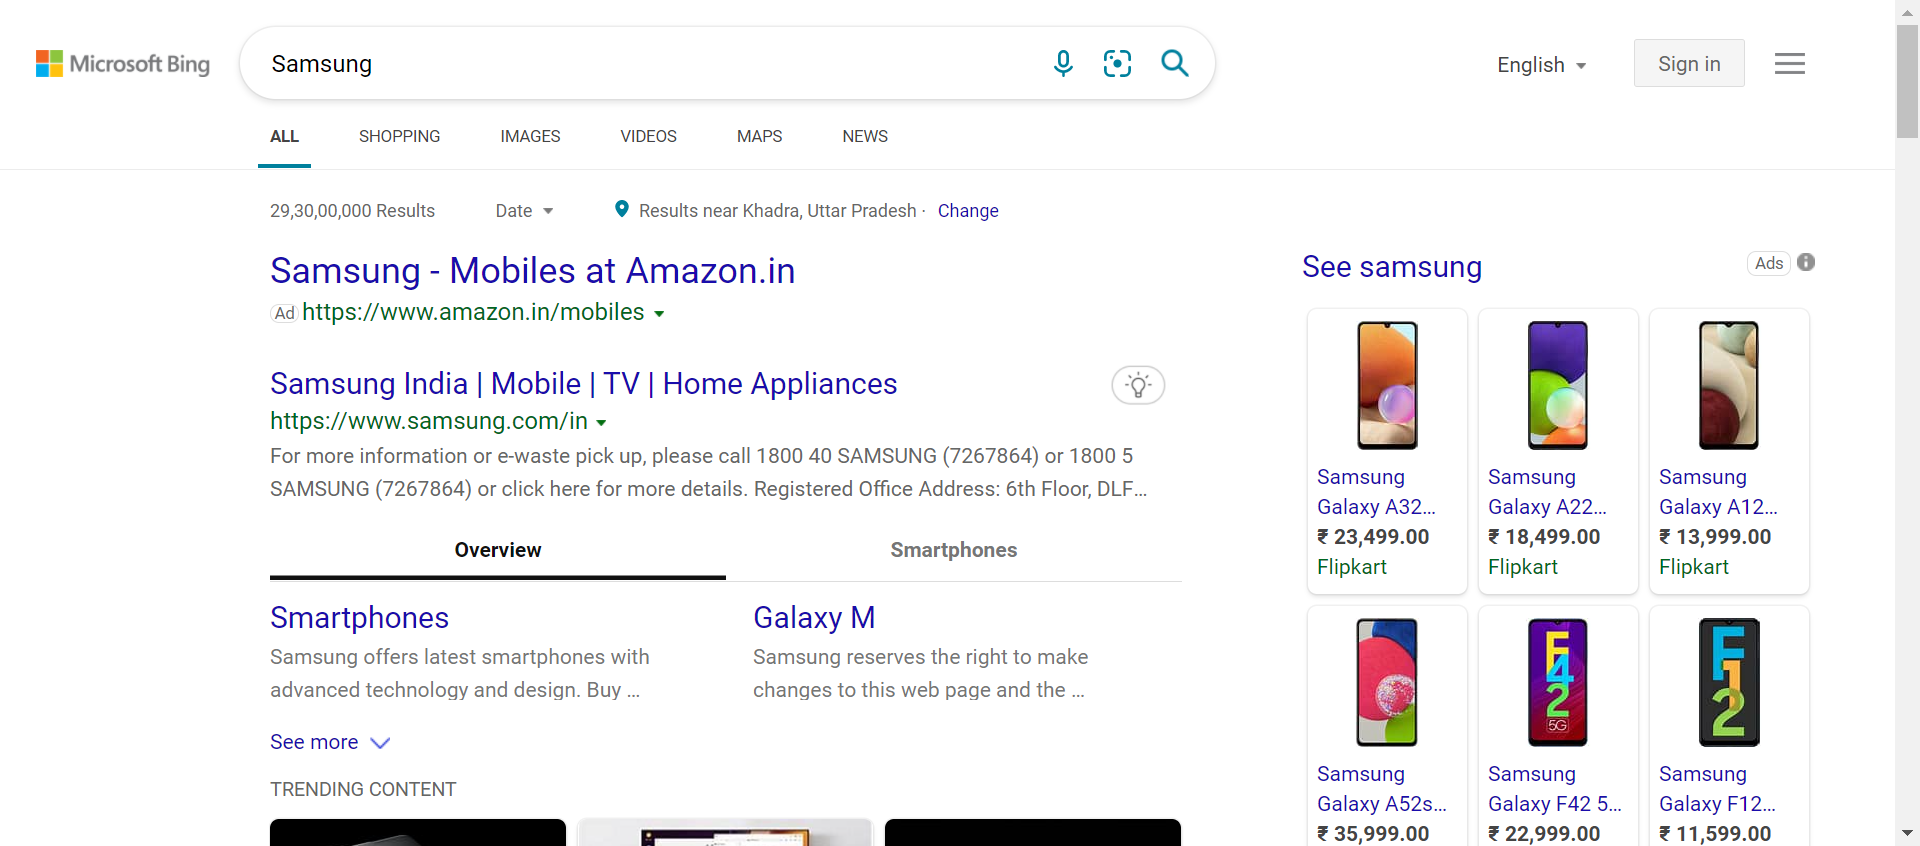 Microsoft Bing
Samsung
English
Sign in
ALL
SHOPPING
IMAGES
VIDEOS
MAPS
NEWS
29,30,00,000 Results
Date
Results near Khadra, Uttar Pradesh ·
Change
Samsung - Mobiles at Amazon.in
Ad https://www.amazon.in/mobiles
Samsung India | Mobile | TV | Home Appliances
https://www.samsung.com/in
For more information or e-waste pick up, please call 1800 40 SAMSUNG (7267864) or 1800 5
SAMSUNG (7267864) or click here for more details. Registered Office Address: 6th Floor, DLF…
Overview
Smartphones
Smartphones
Samsung offers latest smartphones with
advanced technology and design. Buy …
Galaxy M
Samsung reserves the right to make
changes to this web page and the …
See more
TRENDING CONTENT
See samsung
Ads
Samsung
Galaxy A32…
₹ 23,499.00
Flipkart
Samsung
Galaxy A22…
₹ 18,499.00
Flipkart
Samsung
Galaxy A12…
₹ 13,999.00
Flipkart
Samsung
Galaxy A52s…
₹ 35,999.00
F42
5G
Samsung
Galaxy F42 5…
₹ 22,999.00
F12
Samsung
Galaxy F12…
₹ 11,599.00